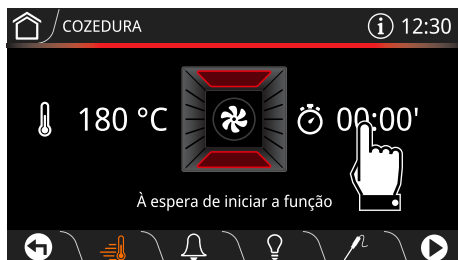 COZEDURA
i 12:30
180 °C
00:00'
À espera de iniciar a função